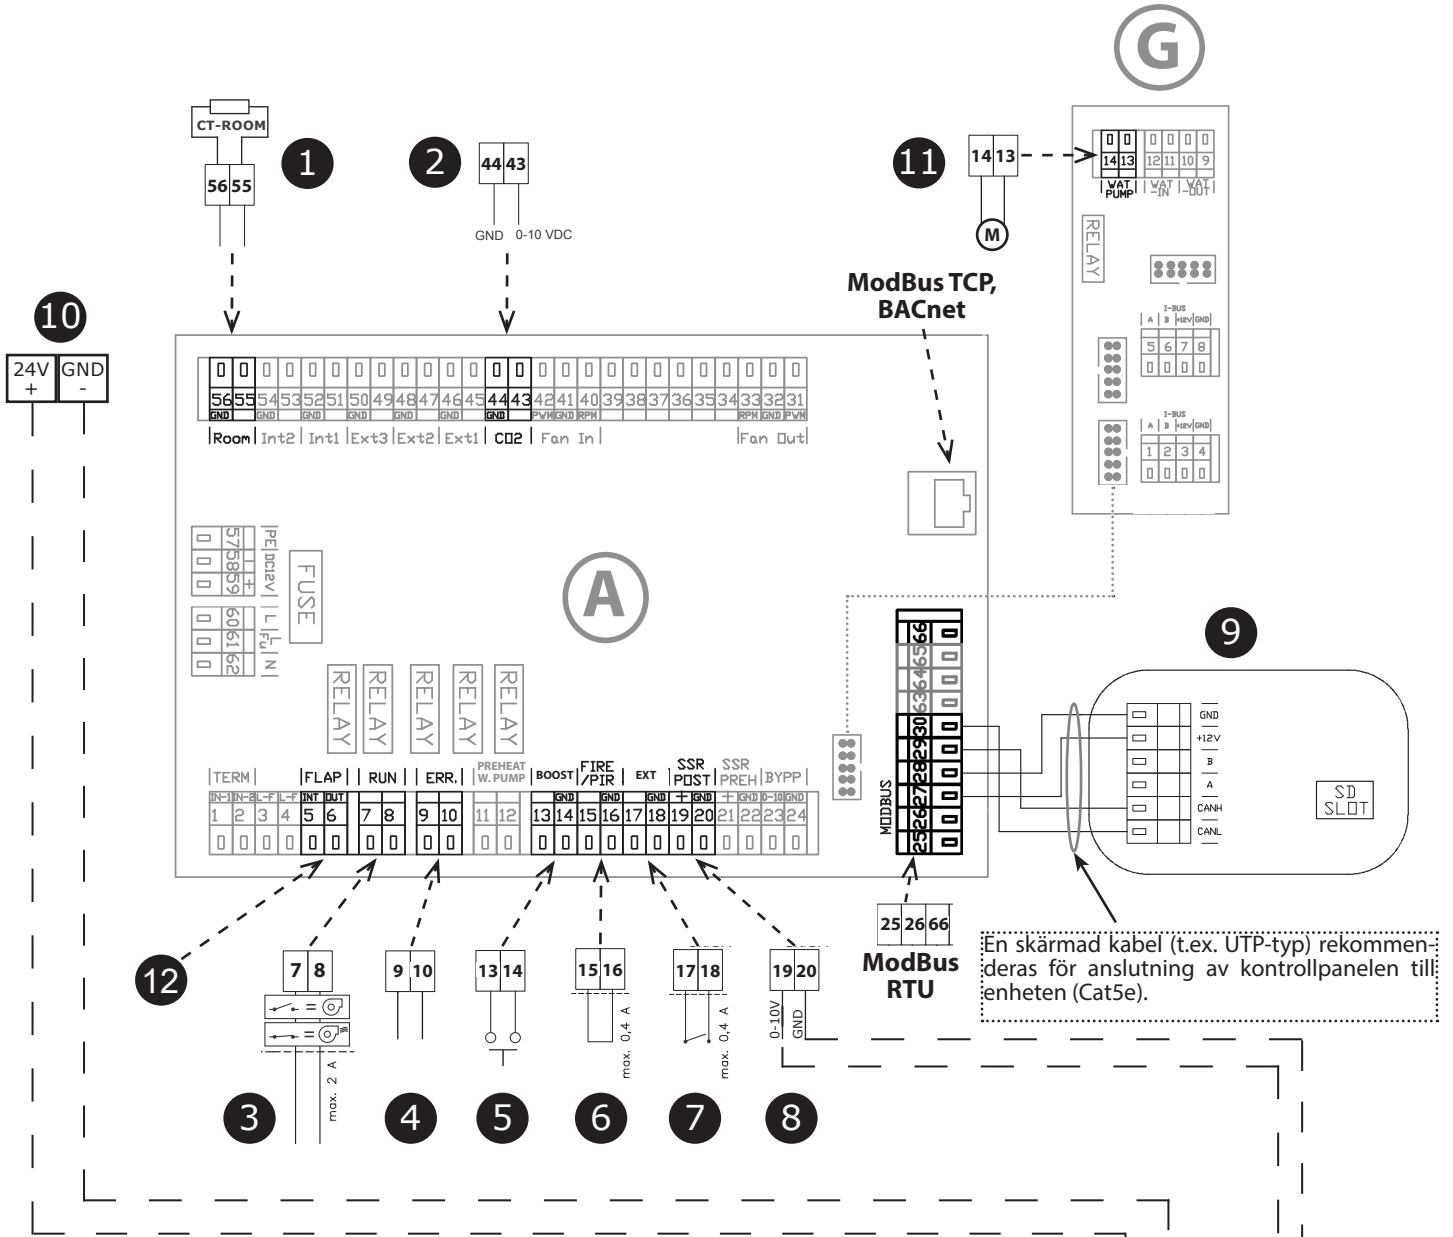 G
CT-ROOM
1
56 55
2
44 43
GND 0-10 VDC
11
14 13
M
14 13 12 11 10 9
WAT PUMP
WAT -IN
WAT -OUT
RELAY
I-BUS
A B +12V GND
5 6 7 8
I-BUS
A B +12V GND
1 2 3 4
ModBus TCP,
BACnet
10
24V
+
GND
-
56 55 54 53 52 51 50 49 48 47 46 45 44 43 42 41 40 39 38 37 36 35 34 33 32 31
GND GND GND GND GND GND GND PWM GND RPM RPM GND PWM
Room Int2 Int1 Ext3 Ext2 Ext1 CO2 Fan In Fan Out
57 58 59
PE DC12V - +
FUSE
60 61 62
L L Fu N
A
RELAY
RELAY
RELAY
RELAY
RELAY
66 65 64 63 30 29 28 27 26 25
MODBUS
9
GND
+12V
B
A
CANH
CANL
SD
SLOT
TERM FLAP RUN ERR. PREHEAT W. PUMP BOOST FIRE /PIR EXT SSR POST SSR PREH BYPP
IN-1 IN-2 L-F L-F INT OUT GND GND GND + GND + GND 0-10 GND
1 2 3 4 5 6 7 8 9 10 11 12 13 14 15 16 17 18 19 20 21 22 23 24
25 26 66
ModBus
RTU
En skärmad kabel (t.ex. UTP-typ) rekommen-
deras för anslutning av kontrollpanelen till
enheten (Cat5e).
12
7 8
=
=
max. 2 A
3
9 10
4
13 14
5
15 16
max. 0,4 A
6
17 18
max. 0,4 A
7
19 20
0-10V
GND
8